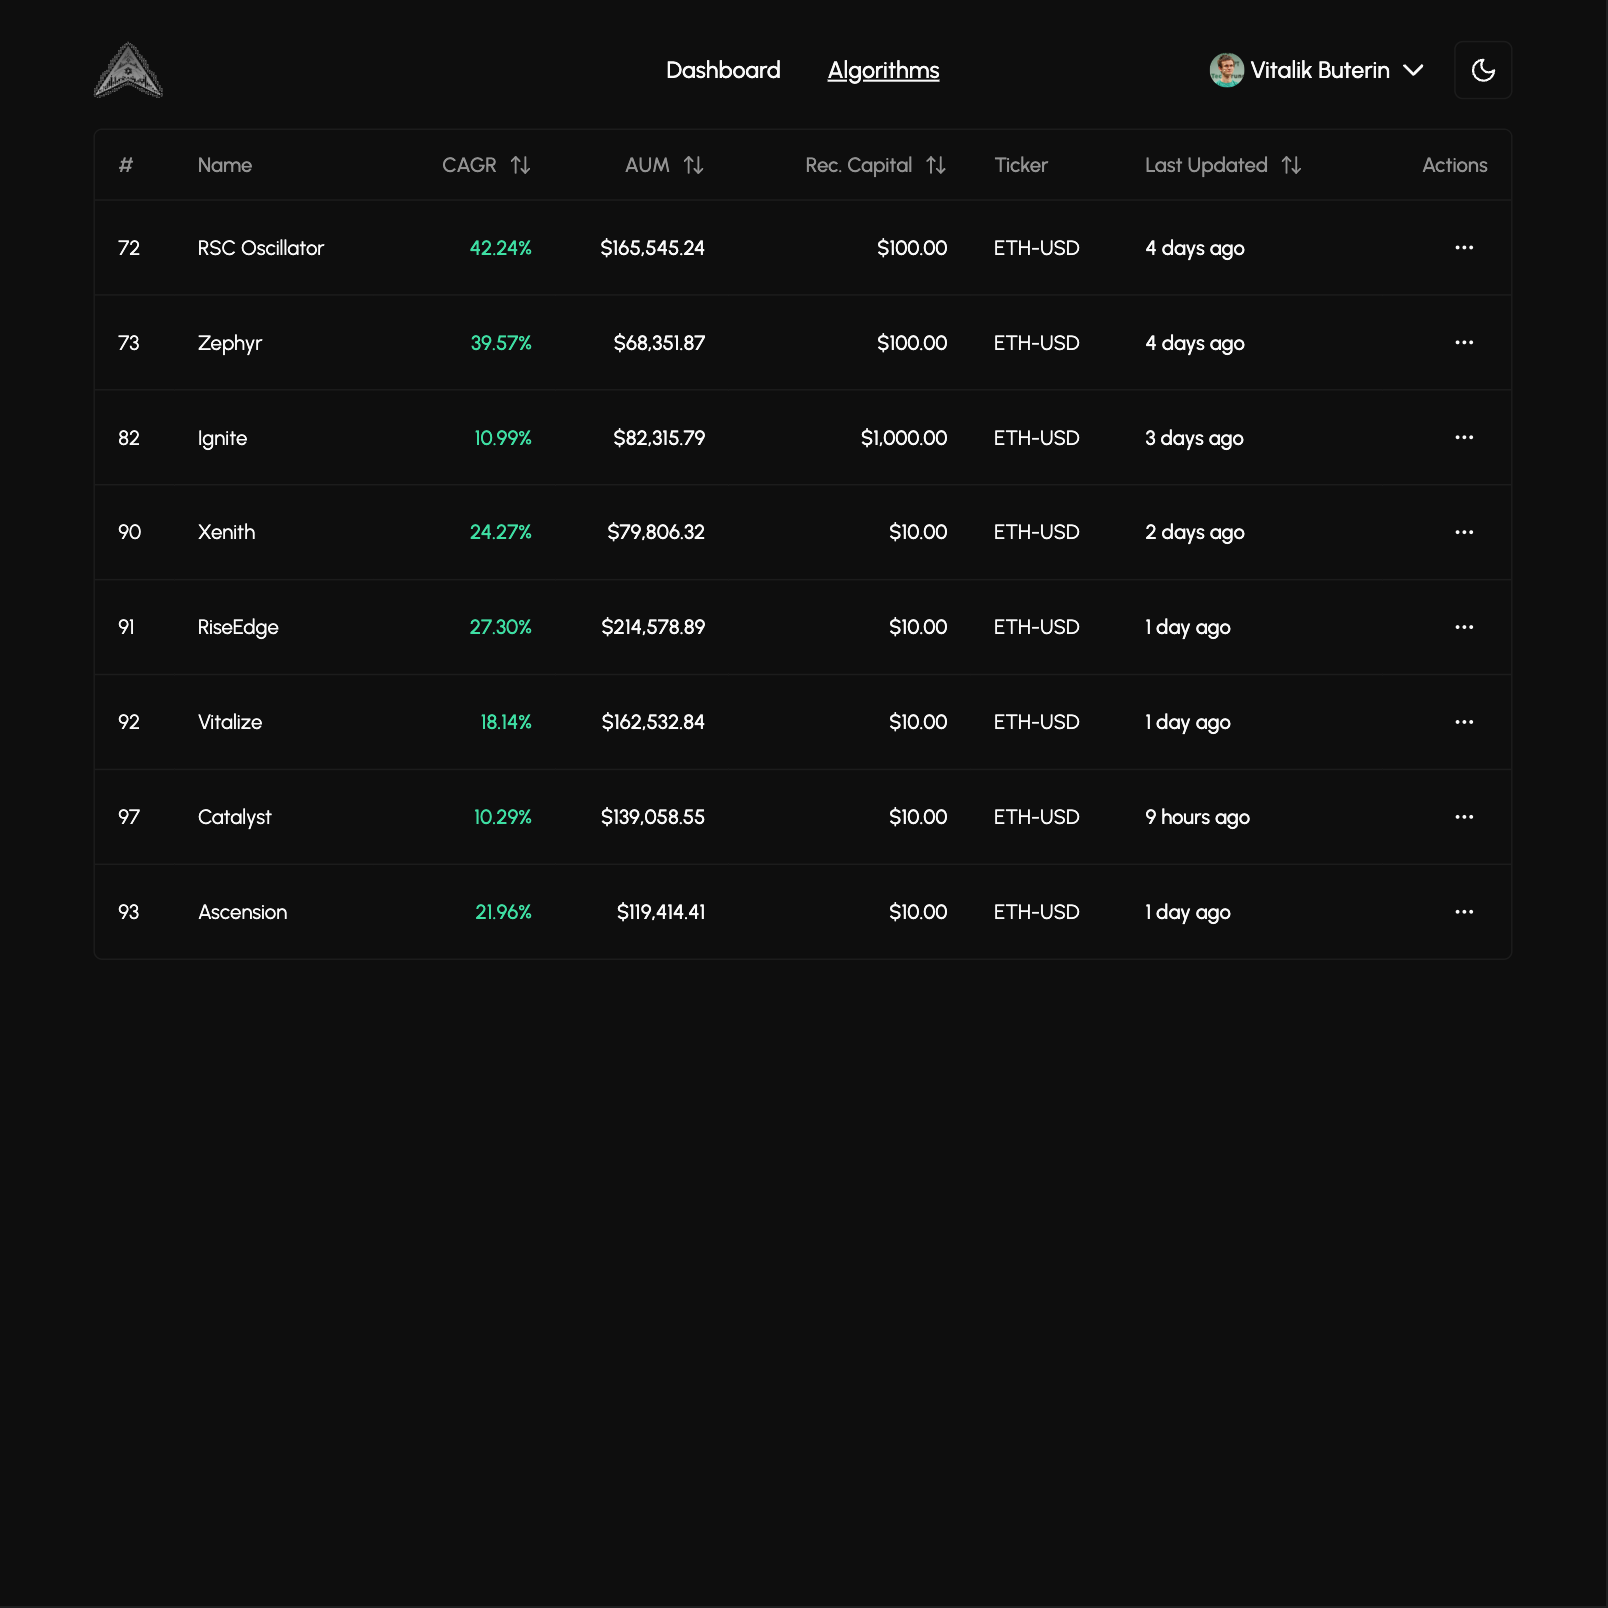 Dashboard Algorithms Vitalik Buterin
# Name CAGR AUM Rec. Capital Ticker Last Updated Actions
72 RSC Oscillator 42.24% $165,545.24 $100.00 ETH-USD 4 days ago ...
73 Zephyr 39.57% $68,351.87 $100.00 ETH-USD 4 days ago ...
82 Ignite 10.99% $82,315.79 $1,000.00 ETH-USD 3 days ago ...
90 Xenith 24.27% $79,806.32 $10.00 ETH-USD 2 days ago ...
91 RiseEdge 27.30% $214,578.89 $10.00 ETH-USD 1 day ago ...
92 Vitalize 18.14% $162,532.84 $10.00 ETH-USD 1 day ago ...
97 Catalyst 10.29% $139,058.55 $10.00 ETH-USD 9 hours ago ...
93 Ascension 21.96% $119,414.41 $10.00 ETH-USD 1 day ago ...